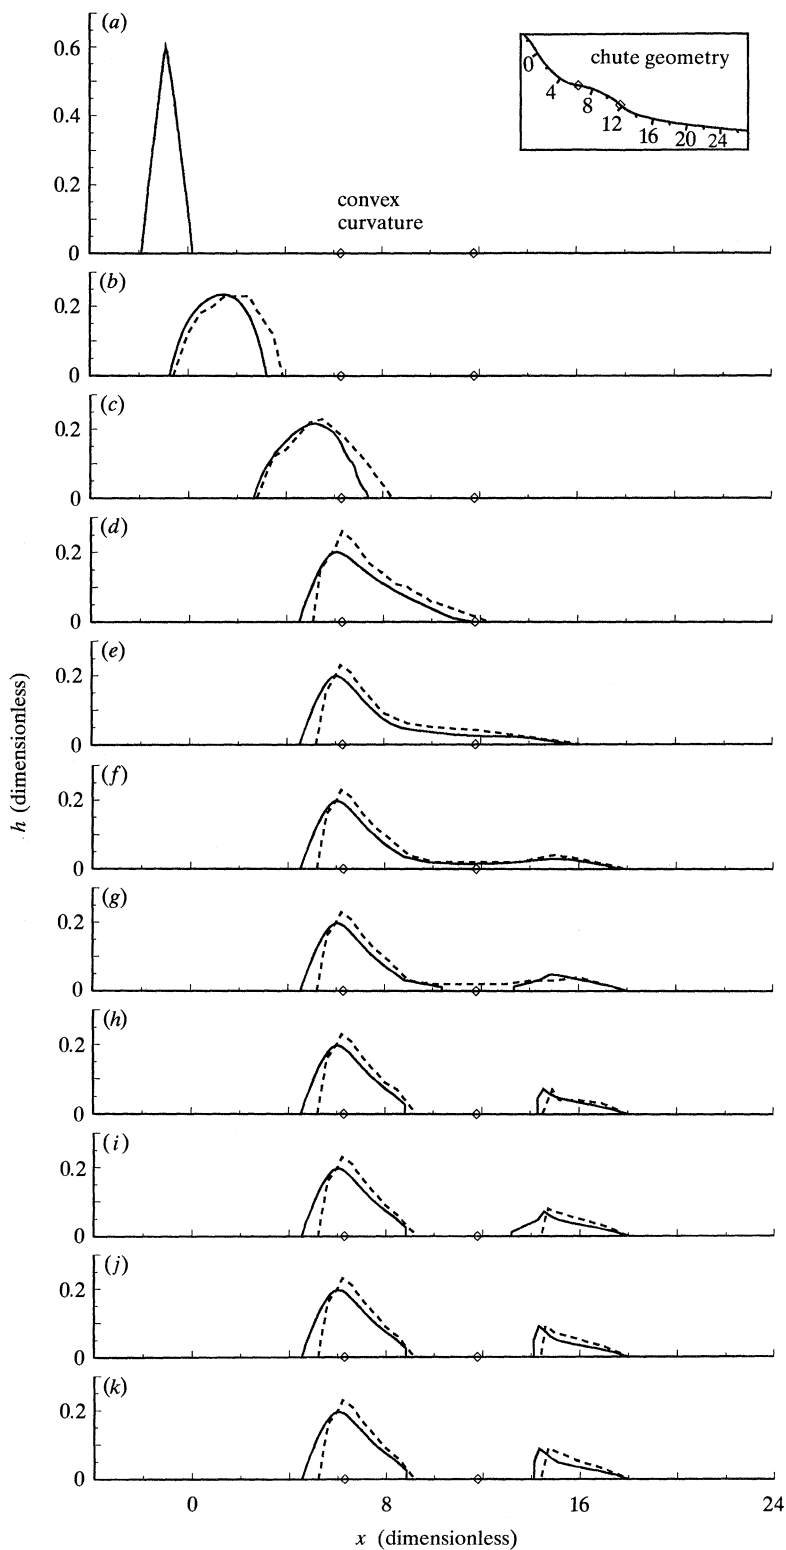 (a)
0.6
0.4
0.2
0
convex
curvature
chute geometry
0
4
8
12
16
20
24
(b)
0.2
0
(c)
0.2
0
(d)
0.2
0
(e)
0.2
0
(f)
0.2
0
(g)
0.2
0
(h)
0.2
0
(i)
0.2
0
(j)
0.2
0
(k)
0.2
0
h (dimensionless)
0 8 16 24
x (dimensionless)